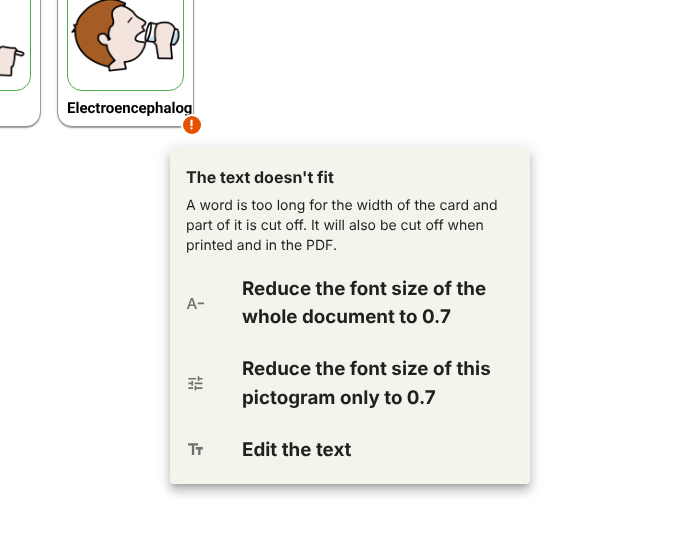 Electroencephalog
!
The text doesn't fit
A word is too long for the width of the card and
part of it is cut off. It will also be cut off when
printed and in the PDF.
A-
Reduce the font size of the
whole document to 0.7
Reduce the font size of this
pictogram only to 0.7
Tт
Edit the text